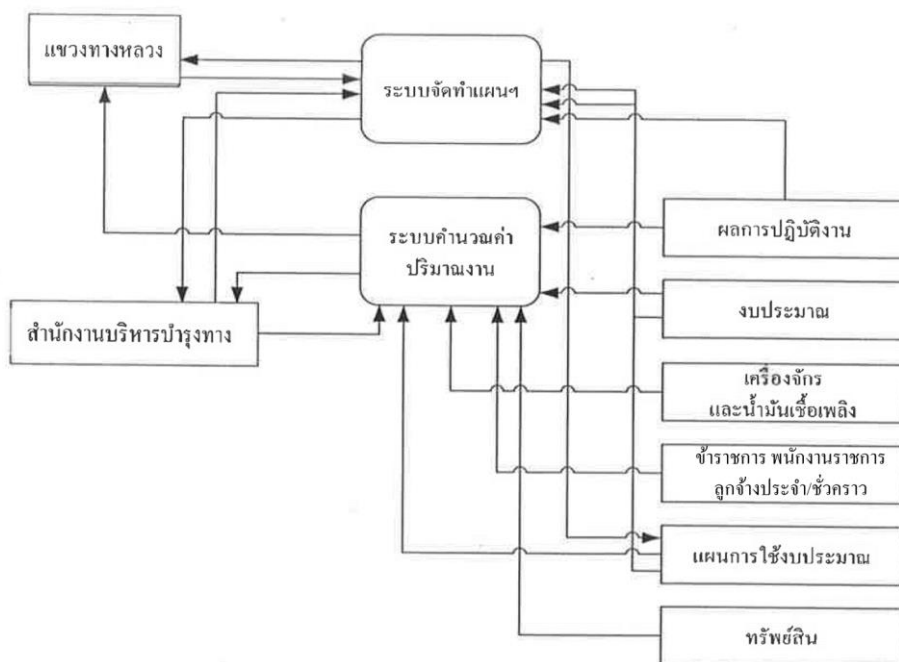 แขวงทางหลวง
ระบบจัดทำแผนฯ
ระบบคำนวณค่า
ปริมาณงาน
ผลการปฏิบัติงาน
สำนักงานบริหารบำรุงทาง
งบประมาณ
เครื่องจักร
และน้ำมันเชื้อเพลิง
ข้าราชการ พนักงานราชการ
ลูกจ้างประจำ/ชั่วคราว
แผนการใช้งบประมาณ
ทรัพย์สิน